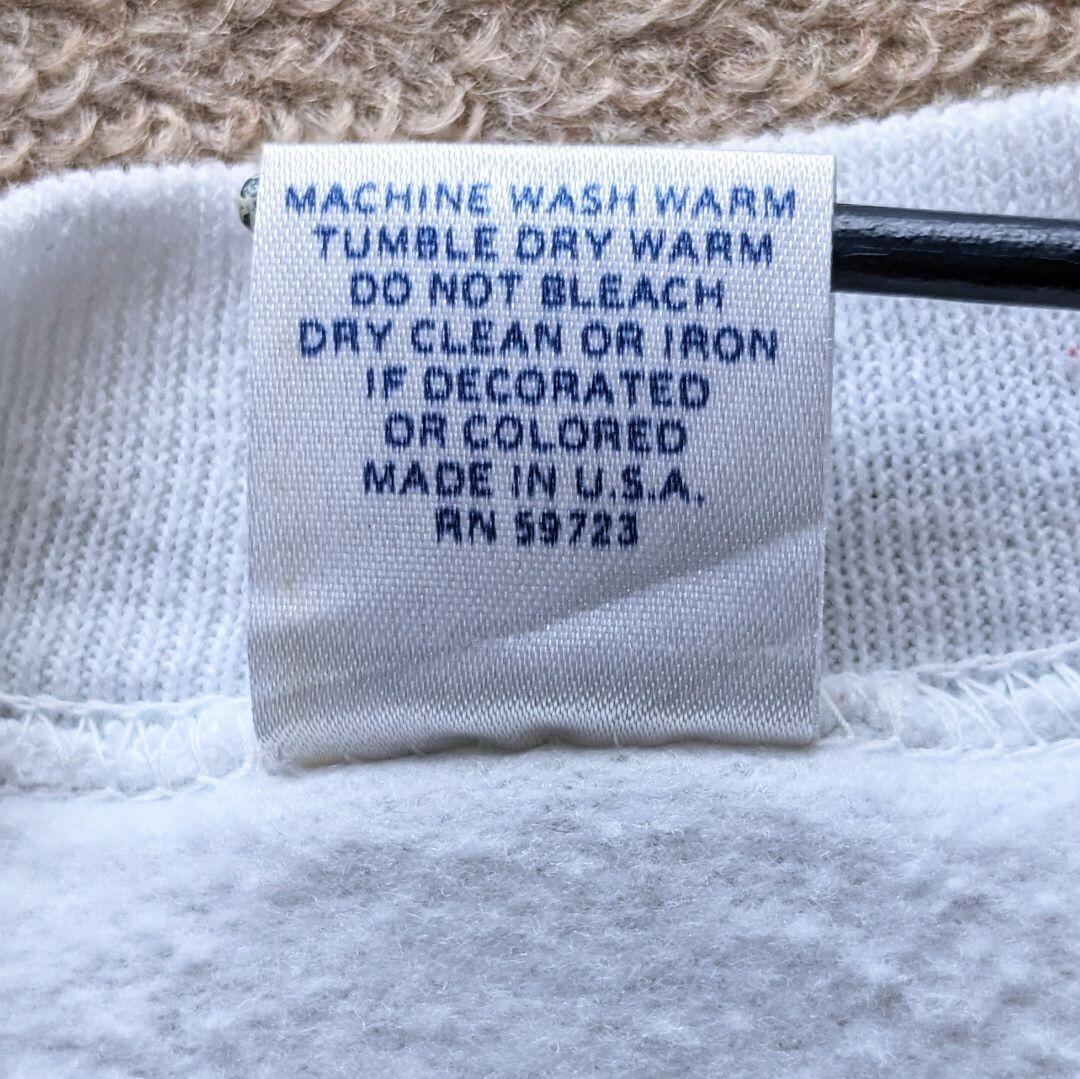 MACHINE WASH WARM
TUMBLE DRY WARM
DO NOT BLEACH
DRY CLEAN OR IRON
IF DECORATED
OR COLORED
MADE IN U.S.A.
RN 59723